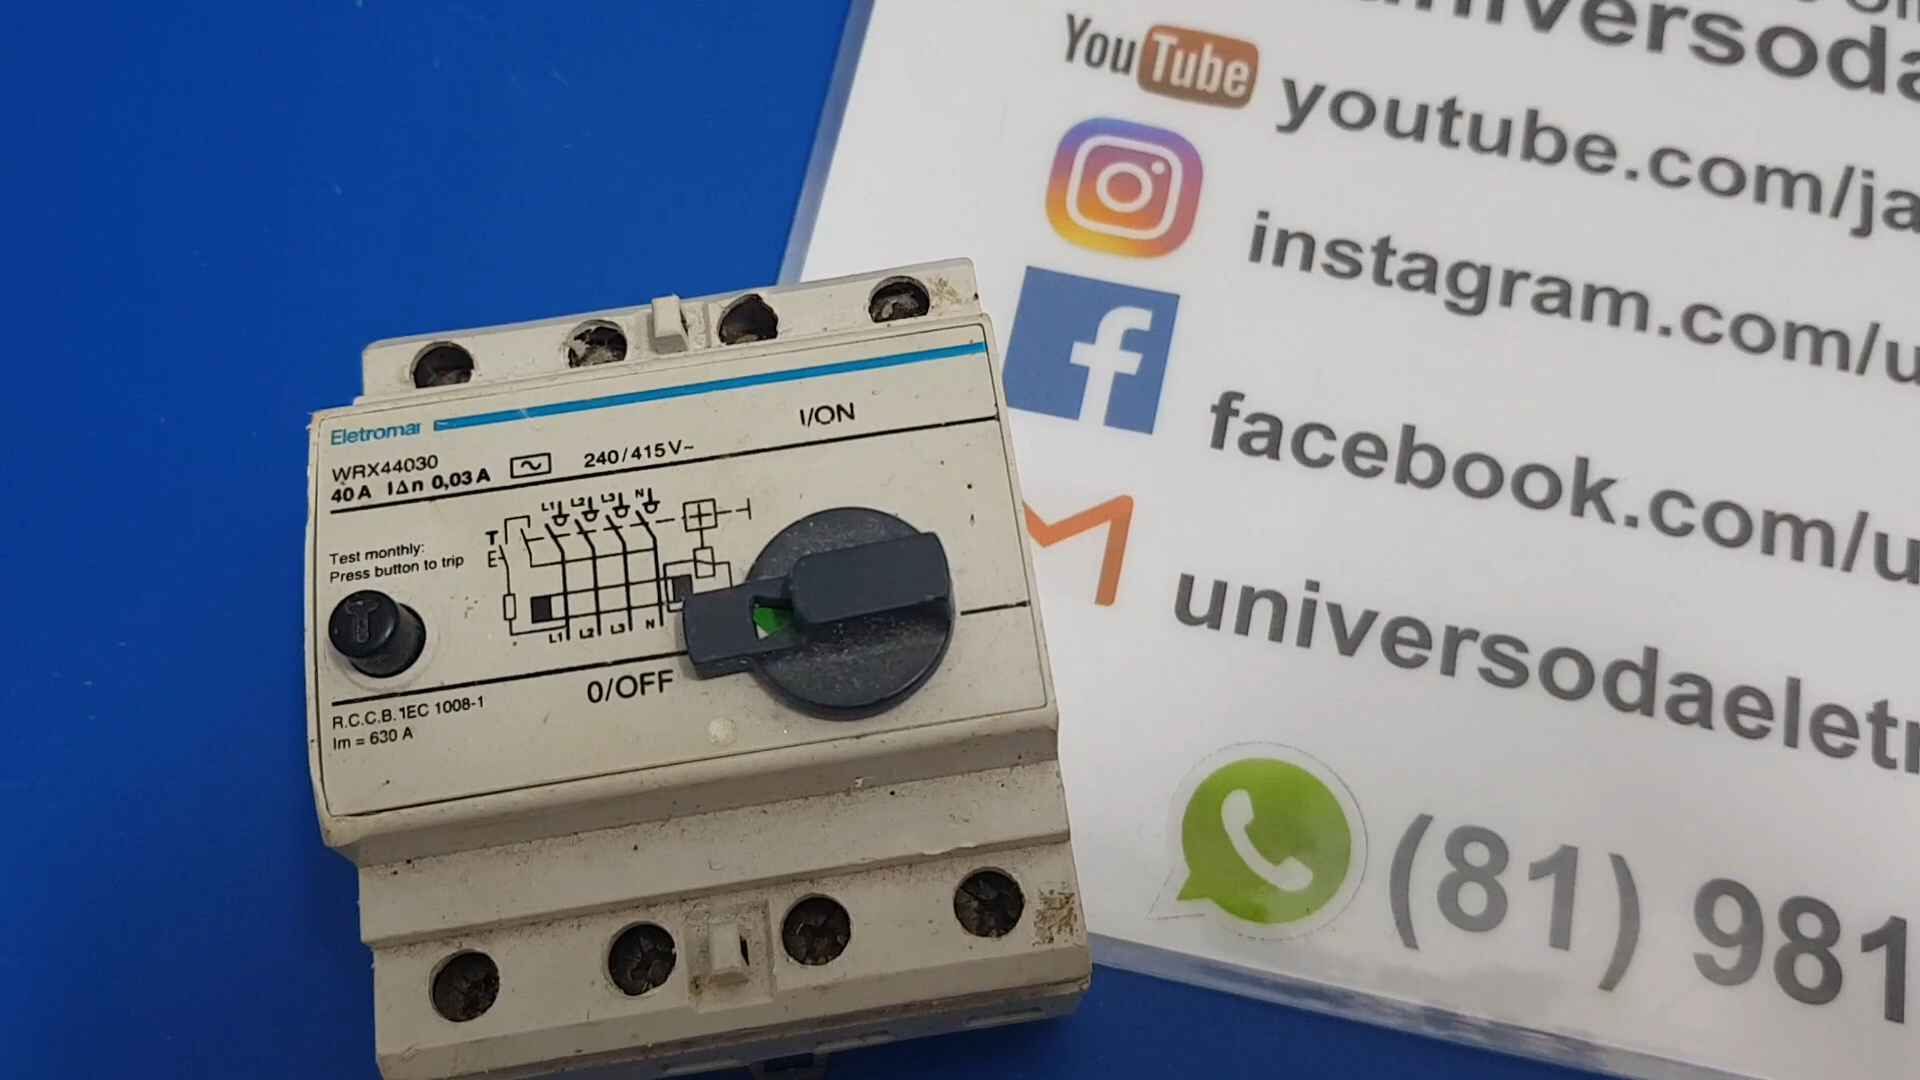 universoda
YouTube
youtube.com/ja
instagram.com/u
facebook.com/u
universodaeletr
(81) 981
Eletromar
I/ON
WRX44030
40A IΔn 0,03A
240/415V~
L1 L2 L3 N
T
E
Test monthly:
Press button to trip
T
L1 L2 L3 N
0/OFF
R.C.C.B. IEC 1008-1
Im = 630 A